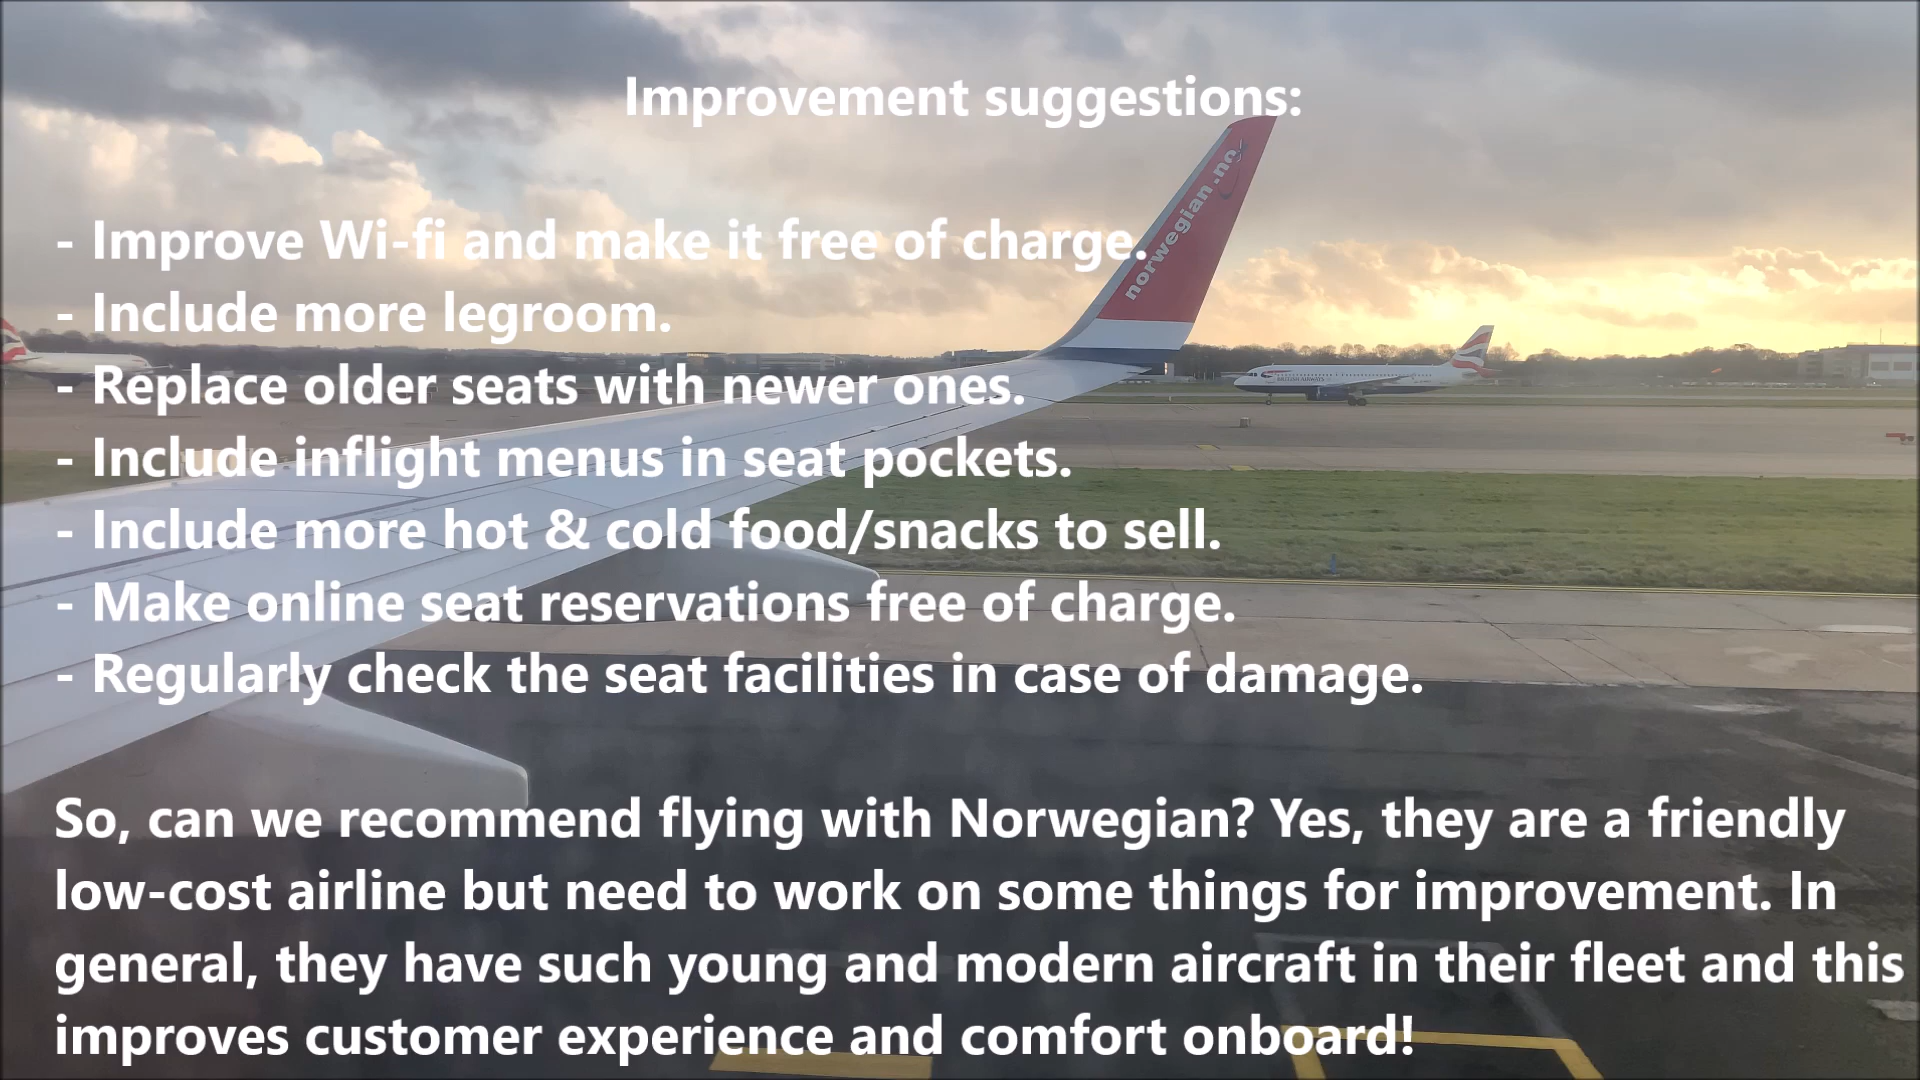 Improvement suggestions:
- Improve Wi-fi and make it free of charge.
- Include more legroom.
- Replace older seats with newer ones.
- Include inflight menus in seat pockets.
- Include more hot & cold food/snacks to sell.
- Make online seat reservations free of charge.
- Regularly check the seat facilities in case of damage.
So, can we recommend flying with Norwegian? Yes, they are a friendly
low-cost airline but need to work on some things for improvement. In
general, they have such young and modern aircraft in their fleet and this
improves customer experience and comfort onboard!
norwegian.no
BRITISH AIRWAYS